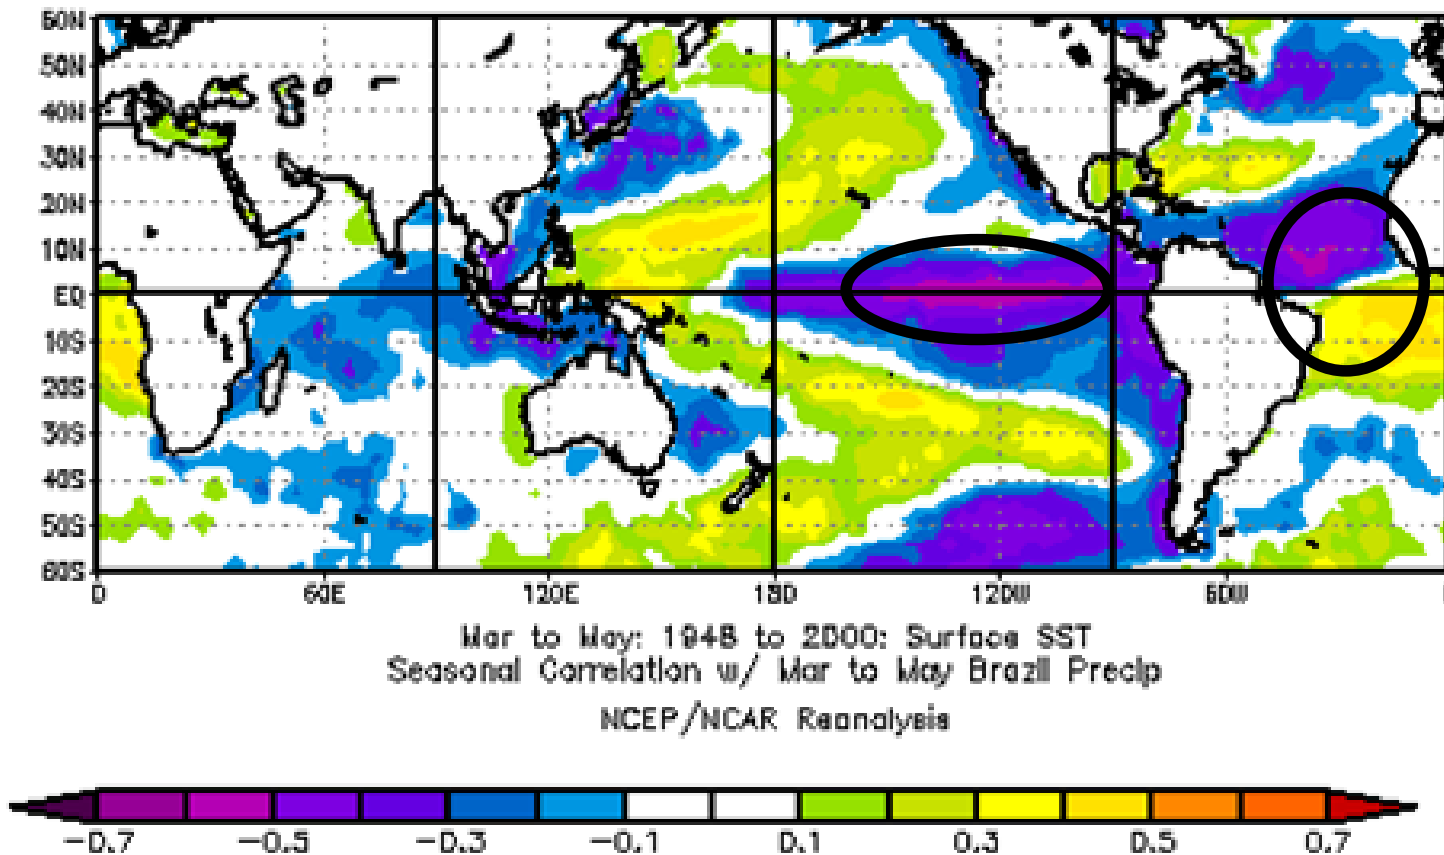 60N
50N
40N
30N
20N
10N
EQ
10S
20S
30S
40S
50S
60S
0 60E 120E 180 120W 60W
Mar to May: 1948 to 2000: Surface SST
Seasonal Correlation w/ Mar to May Brazil Precip
NCEP/NCAR Reanalysis
-0.7 -0.5 -0.3 -0.1 0.1 0.3 0.5 0.7